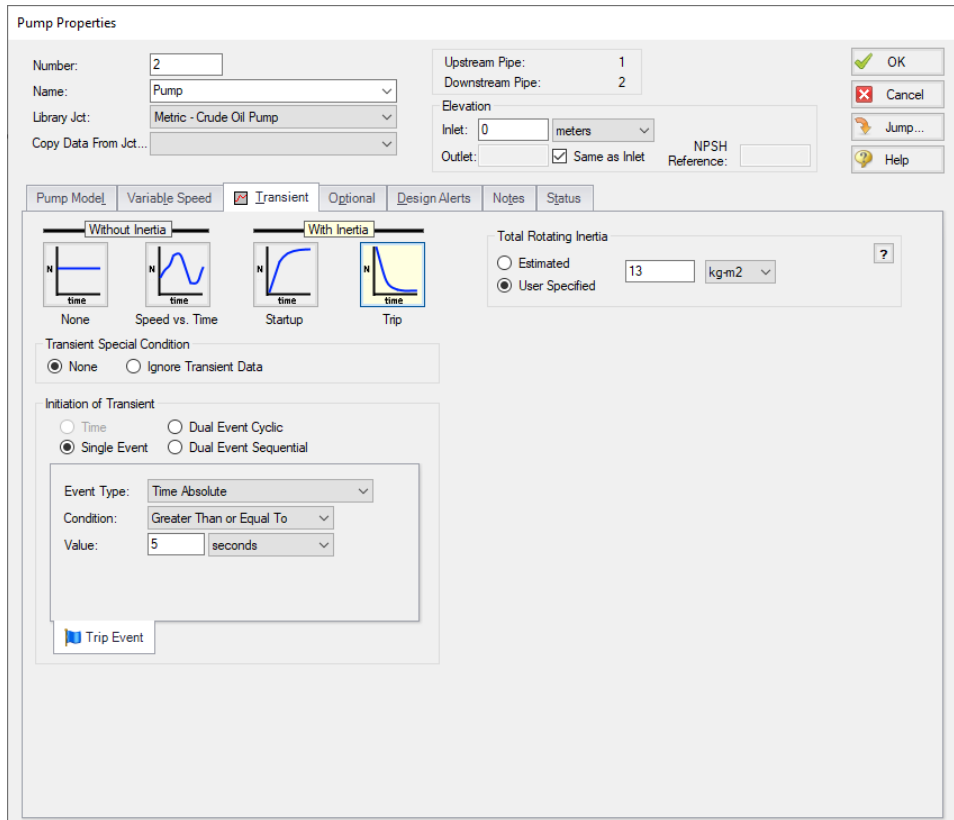 Pump Properties
Number: 2
Name: Pump
Library Jct: Metric - Crude Oil Pump
Copy Data From Jct...
Upstream Pipe: 1
Downstream Pipe: 2
Elevation
Inlet: 0 meters
Outlet: Same as Inlet
NPSH
Reference:
OK
Cancel
Jump...
Help
Pump Model Variable Speed Transient Optional Design Alerts Notes Status
Without Inertia With Inertia
N N N N
time time time time
None Speed vs. Time Startup Trip
Total Rotating Inertia
Estimated
User Specified
13 kg-m2
?
Transient Special Condition
None Ignore Transient Data
Initiation of Transient
Time Dual Event Cyclic
Single Event Dual Event Sequential
Event Type: Time Absolute
Condition: Greater Than or Equal To
Value: 5 seconds
Trip Event